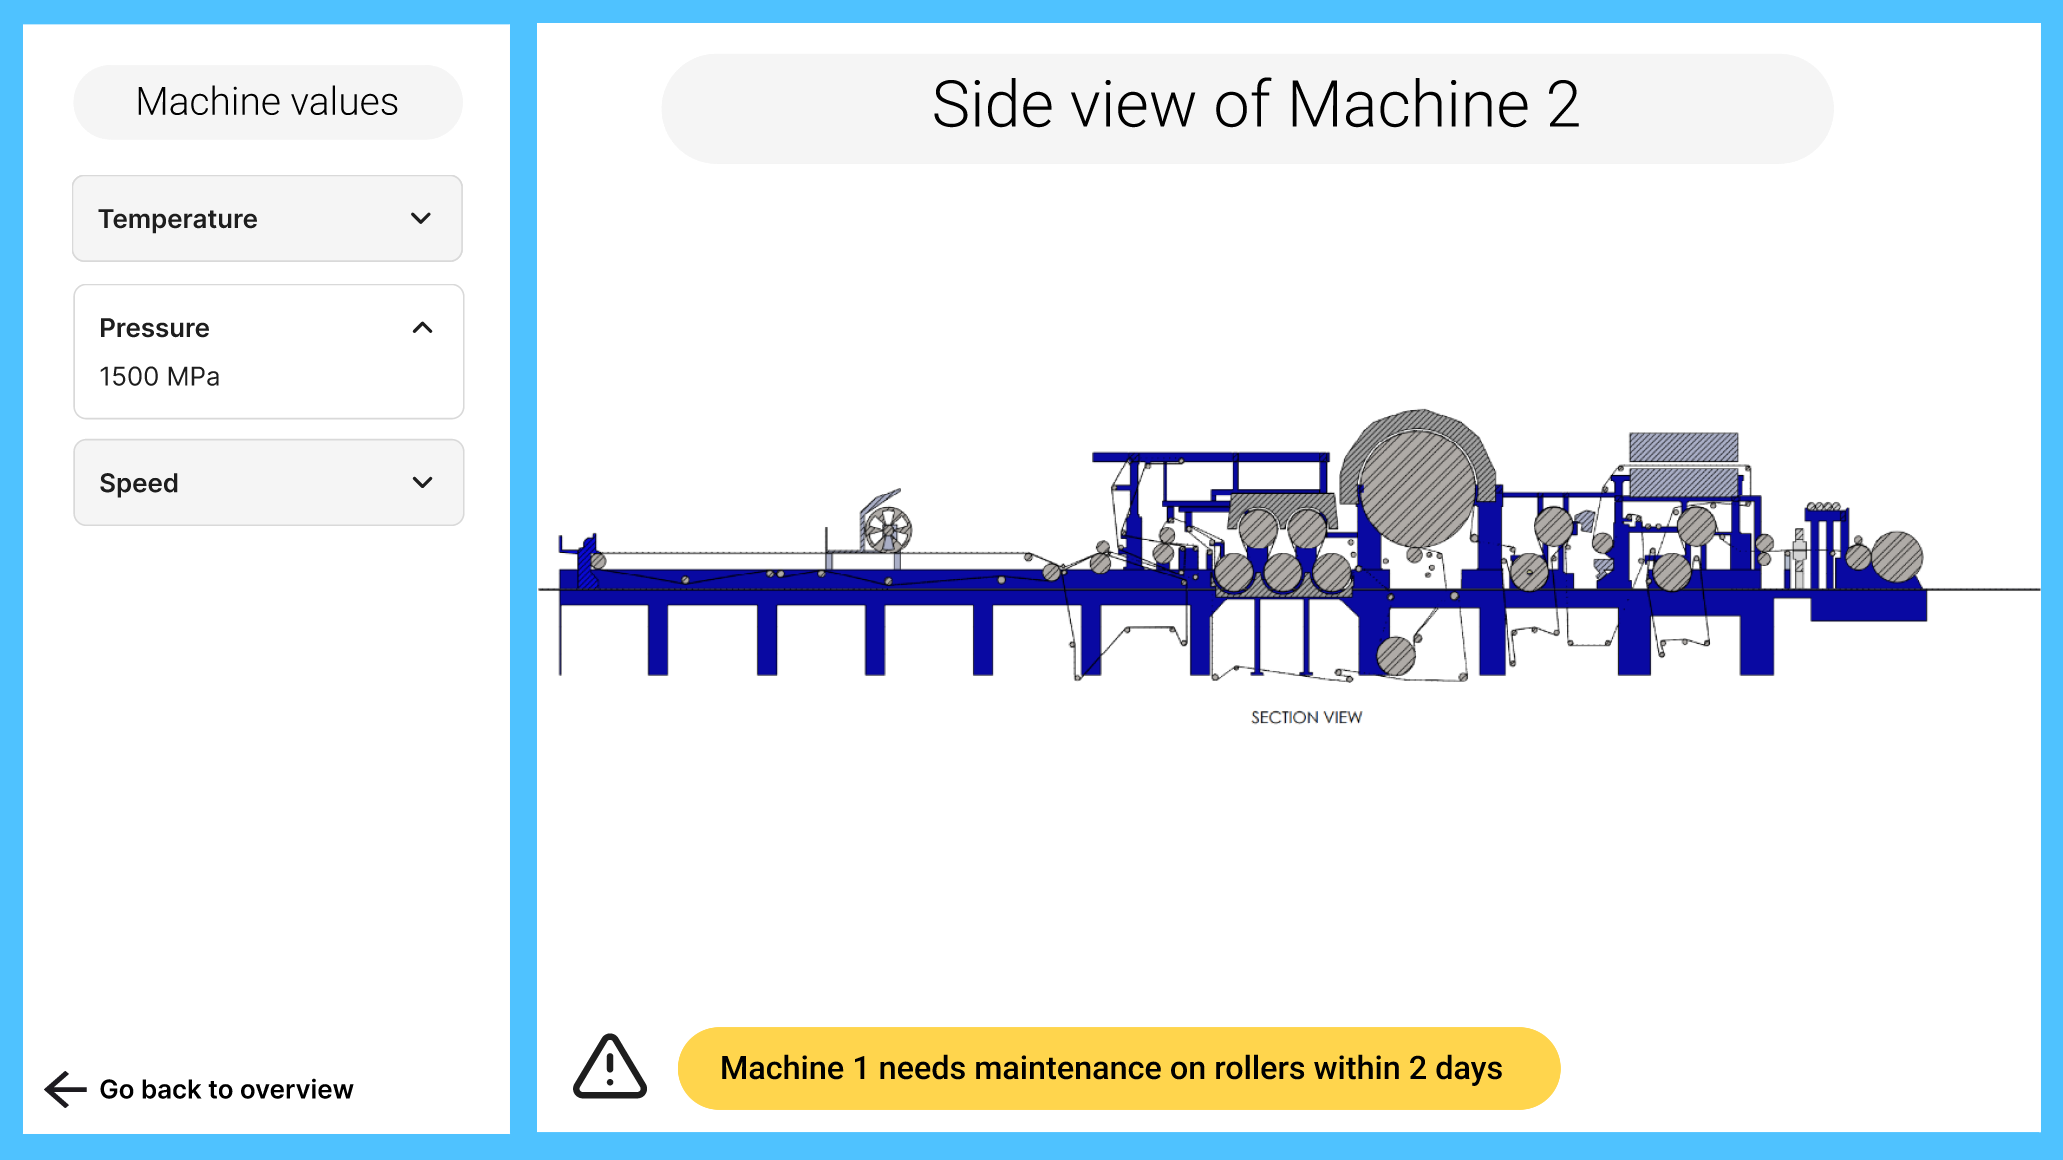 Machine values
Temperature
Pressure
1500 MPa
Speed
Go back to overview
Side view of Machine 2
SECTION VIEW
Machine 1 needs maintenance on rollers within 2 days